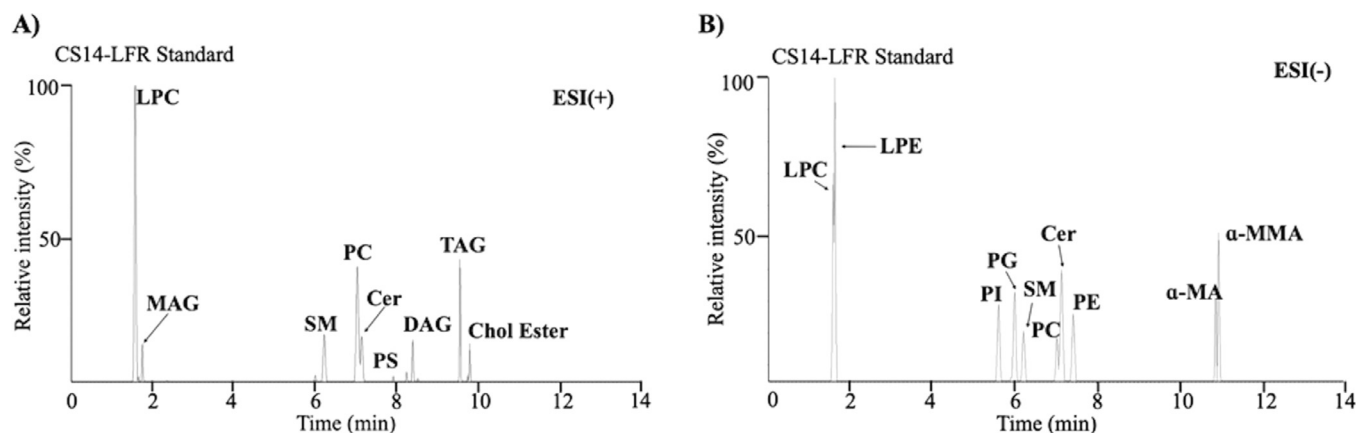 A)
CS14-LFR Standard
100
LPC
ESI(+)
Relative intensity (%)
50
MAG
SM
PC
Cer
PS
DAG
TAG
Chol Ester
0 2 4 6 8 10 12 14
Time (min)
B)
CS14-LFR Standard
100
ESI(-)
LPE
LPC
Relative intensity (%)
50
PI
PG
SM
PC
Cer
PE
α-MA
α-MMA
0 2 4 6 8 10 12 14
Time (min)